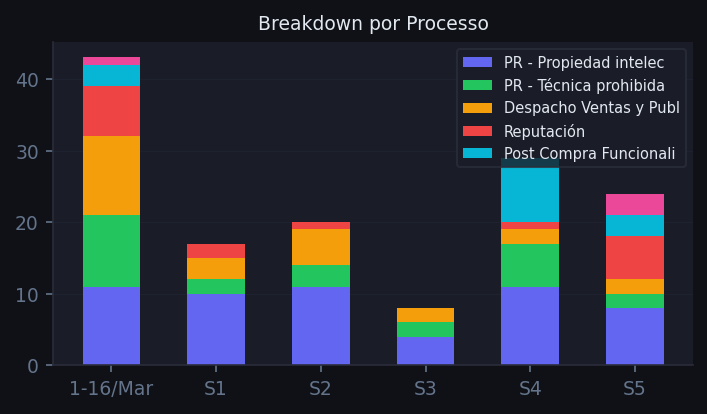 Breakdown por Processo
PR - Propiedad intelec
PR - Técnica prohibida
Despacho Ventas y Publ
Reputación
Post Compra Funcionali
40
30
20
10
0
1-16/Mar
S1
S2
S3
S4
S5